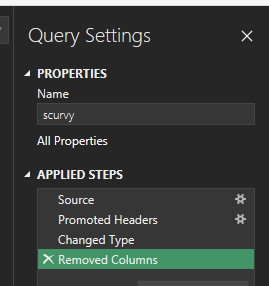 Query Settings
PROPERTIES
Name
scurvy
All Properties
APPLIED STEPS
Source
Promoted Headers
Changed Type
Removed Columns